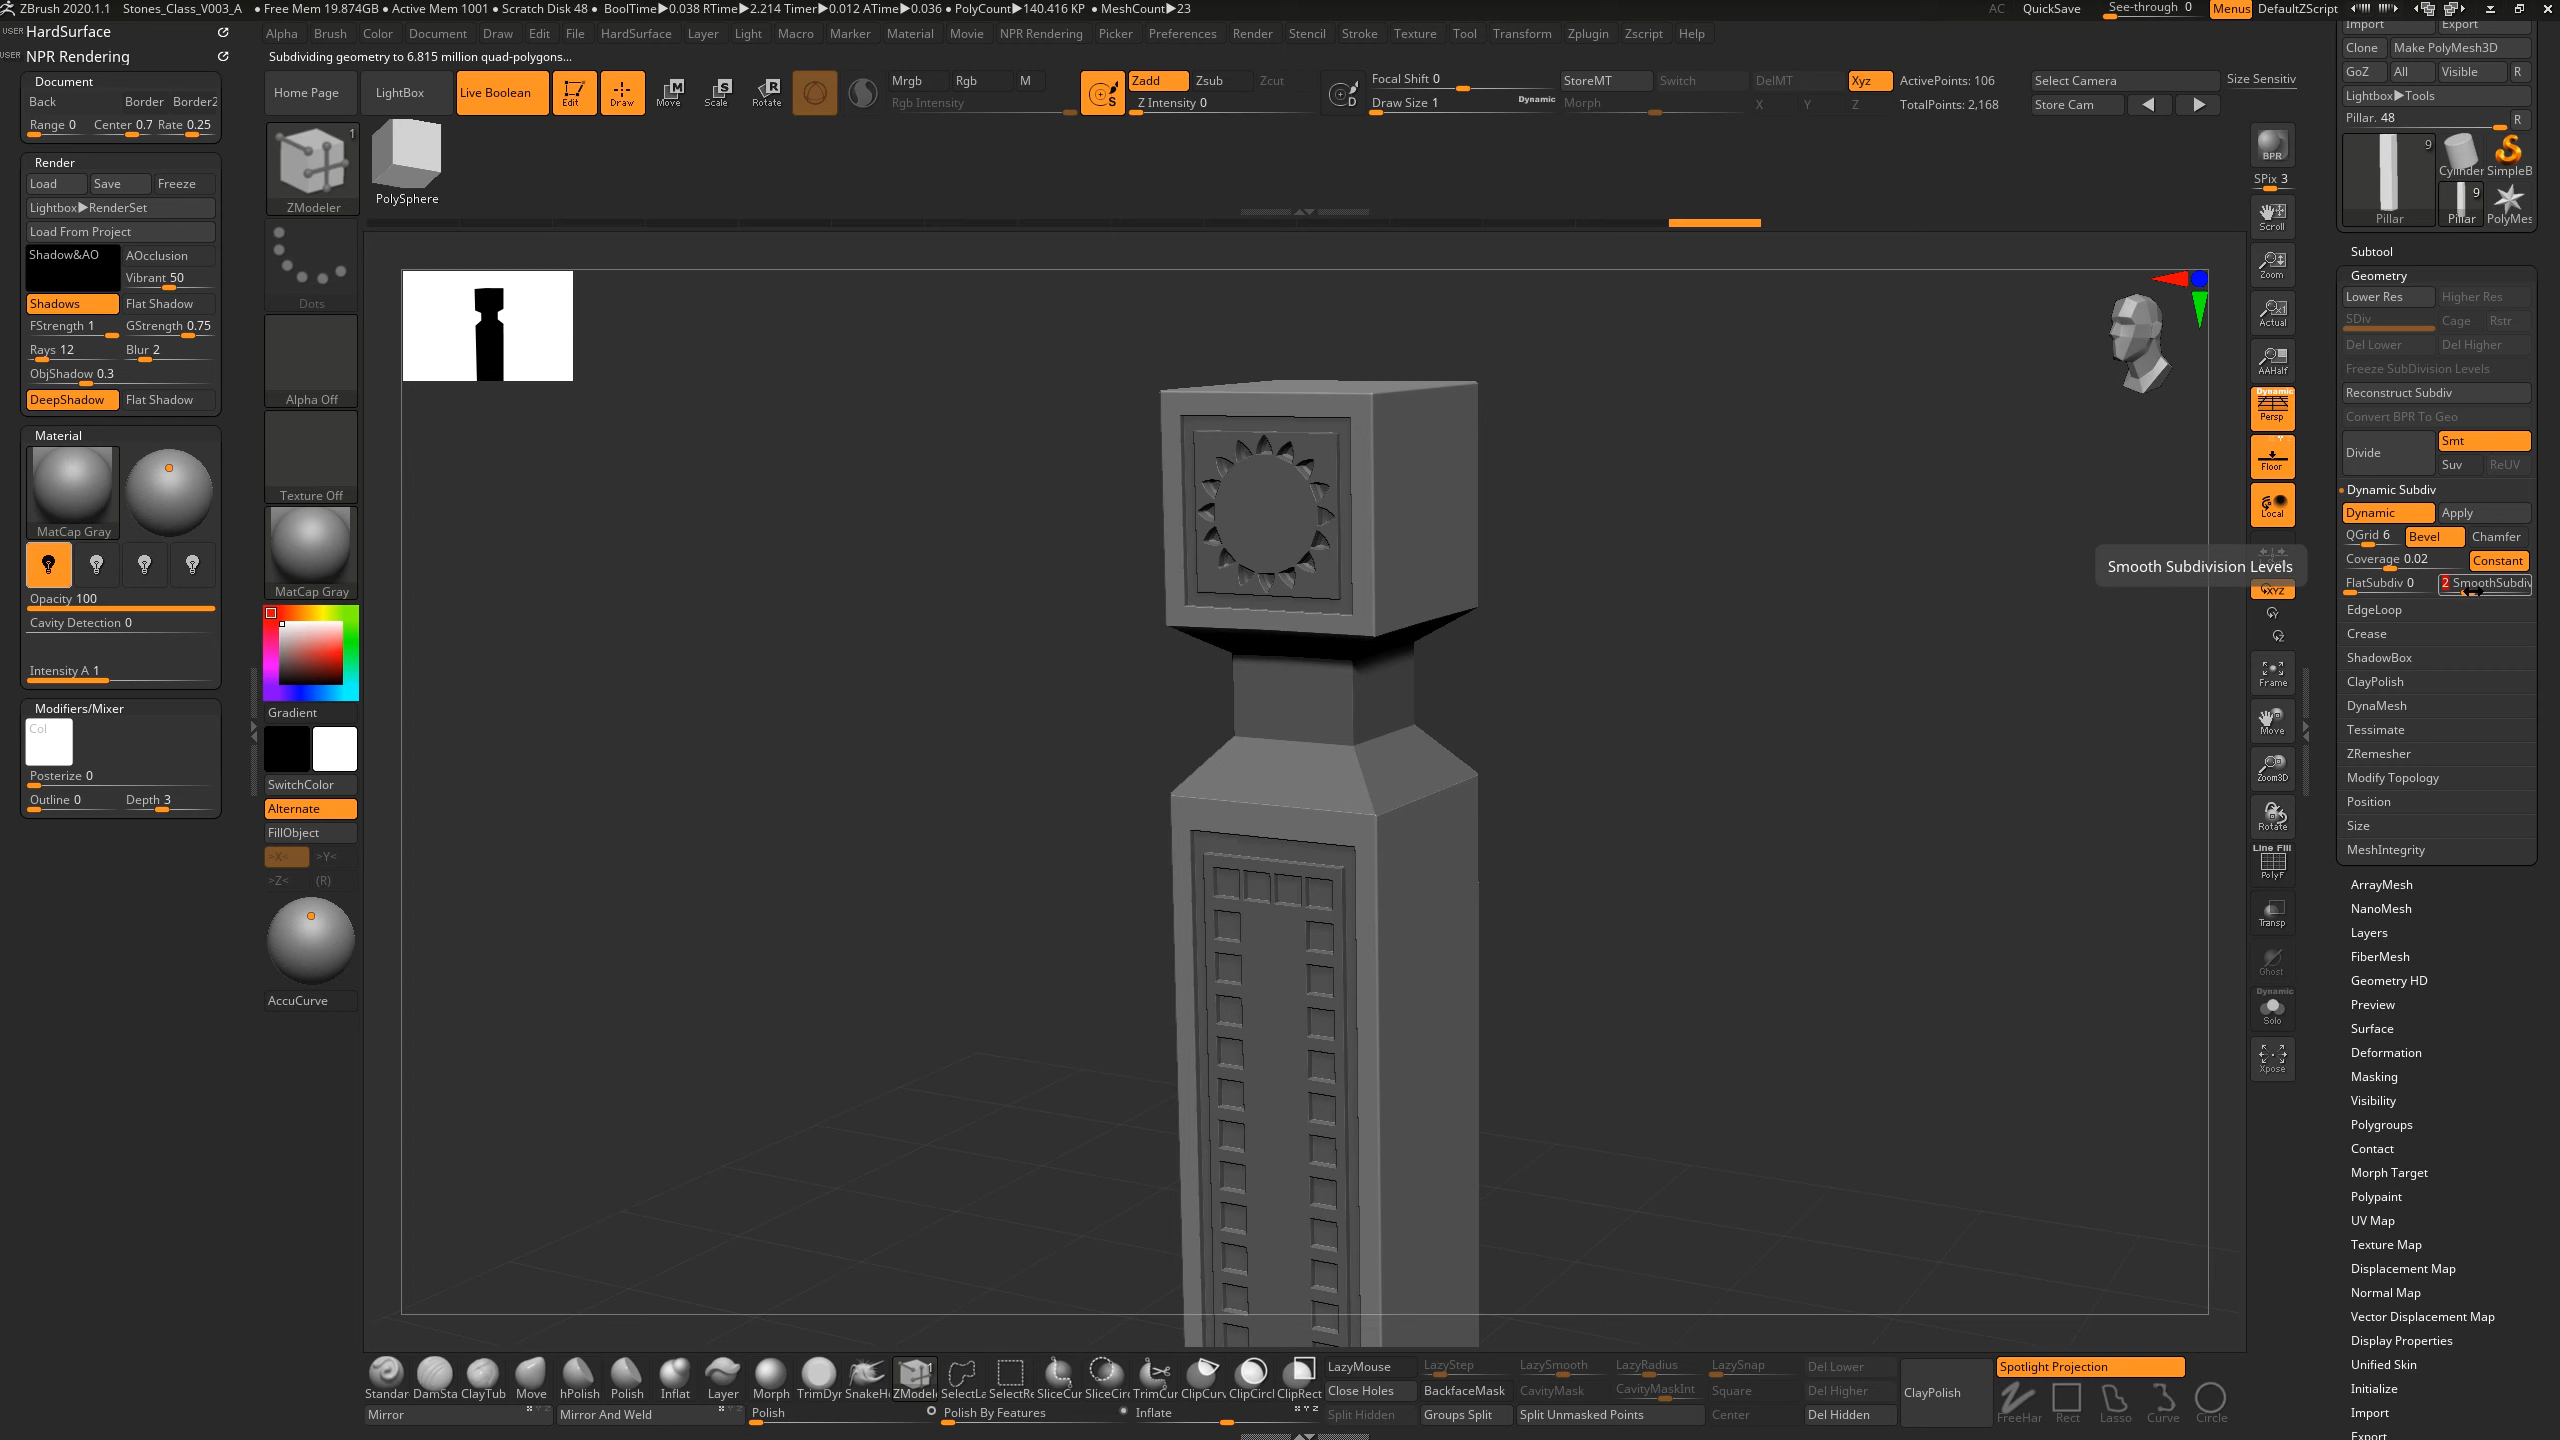 ZBrush 2020.1.1 Stones_Class_V003_A • Free Mem 19.874GB • Active Mem 1001 • Scratch Disk 48 • BoolTime▶0.038 RTime▶2.214 Timer▶0.012 ATime▶0.036 • PolyCount▶140.416 KP • MeshCount▶23 AC QuickSave See-through 0 Menus DefaultZScript
USER HardSurface
USER NPR Rendering
Alpha Brush Color Document Draw Edit File HardSurface Layer Light Macro Marker Material Movie NPR Rendering Picker Preferences Render Stencil Stroke Texture Tool Transform Zplugin Zscript Help
Subdividing geometry to 6.815 million quad-polygons...
Document
Back Border Border2
Range 0 Center 0.7 Rate 0.25
Render
Load Save Freeze
Lightbox▶RenderSet
Load From Project
Shadow&AO AOcclusion
Vibrant 50
Shadows Flat Shadow
FStrength 1 GStrength 0.75
Rays 12 Blur 2
ObjShadow 0.3
DeepShadow Flat Shadow
Material
MatCap Gray
Opacity 100
Cavity Detection 0
Intensity A 1
Modifiers/Mixer
Col
Posterize 0
Outline 0 Depth 3
Home Page LightBox Live Boolean Edit Draw Move Scale Rotate
Mrgb Rgb M
Rgb Intensity
Zadd Zsub Zcut
Z Intensity 0
Focal Shift 0
Draw Size 1 Dynamic
StoreMT Switch DelMT
Morph X Y Z
Xyz ActivePoints: 106
TotalPoints: 2,168
Select Camera
Store Cam
Size Sensitiv
1
ZModeler
PolySphere
Dots
Alpha Off
Texture Off
MatCap Gray
Gradient
SwitchColor
Alternate
FillObject
>X< >Y<
>Z< (R)
AccuCurve
BPR
SPix 3
Scroll
Zoom
Actual
AAHalf
Dynamic
Persp
Floor
Local
Smooth Subdivision Levels
XYZ
Y
Z
Frame
Move
Zoom3D
Rotate
Line Fill
PolyF
Transp
Ghost
Dynamic
Solo
Xpose
Import Export
Clone Make PolyMesh3D
GoZ All Visible R
Lightbox▶Tools
Pillar. 48 R
9
Cylinder SimpleB
9
Pillar Pillar PolyMes
Subtool
Geometry
Lower Res Higher Res
SDiv Cage Rstr
Del Lower Del Higher
Freeze SubDivision Levels
Reconstruct Subdiv
Convert BPR To Geo
Divide Smt
Suv ReUV
Dynamic Subdiv
Dynamic Apply
QGrid 6 Bevel Chamfer
Coverage 0.02 Constant
FlatSubdiv 0 2 SmoothSubdiv
EdgeLoop
Crease
ShadowBox
ClayPolish
DynaMesh
Tessimate
ZRemesher
Modify Topology
Position
Size
MeshIntegrity
ArrayMesh
NanoMesh
Layers
FiberMesh
Geometry HD
Preview
Surface
Deformation
Masking
Visibility
Polygroups
Contact
Morph Target
Polypaint
UV Map
Texture Map
Displacement Map
Normal Map
Vector Displacement Map
Display Properties
Unified Skin
Initialize
Import
Export
Standar DamSta ClayTub Move hPolish Polish Inflat Layer Morph TrimDyr SnakeH ZModel SelectLa SelectRe SliceCur SliceCirc TrimCur ClipCurv ClipCircl ClipRect
Mirror Mirror And Weld Polish Polish By Features Inflate
LazyMouse LazyStep LazySmooth LazyRadius LazySnap Del Lower
Close Holes BackfaceMask CavityMask CavityMaskInt Square Del Higher
Split Hidden Groups Split Split Unmasked Points Center Del Hidden
ClayPolish
Spotlight Projection
FreeHar Rect Lasso Curve Circle